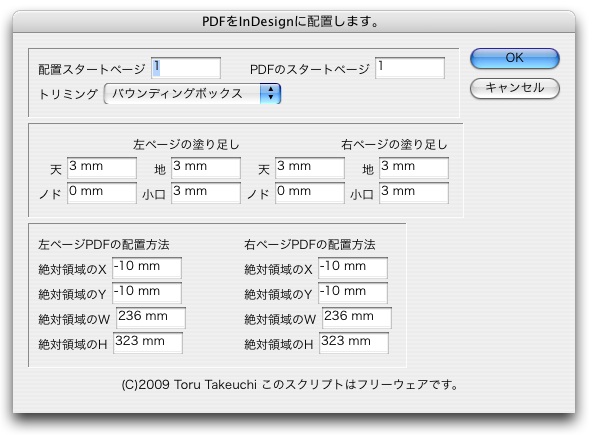 PDFをInDesignに配置します。
配置スタートページ 1 PDFのスタートページ 1 OK
トリミング バウンディングボックス キャンセル
左ページの塗り足し 右ページの塗り足し
天 3 mm 地 3 mm 天 3 mm 地 3 mm
ノド 0 mm 小口 3 mm ノド 0 mm 小口 3 mm
左ページPDFの配置方法 右ページPDFの配置方法
絶対領域のX -10 mm 絶対領域のX -10 mm
絶対領域のY -10 mm 絶対領域のY -10 mm
絶対領域のW 236 mm 絶対領域のW 236 mm
絶対領域のH 323 mm 絶対領域のH 323 mm
(C)2009 Toru Takeuchi このスクリプトはフリーウェアです。